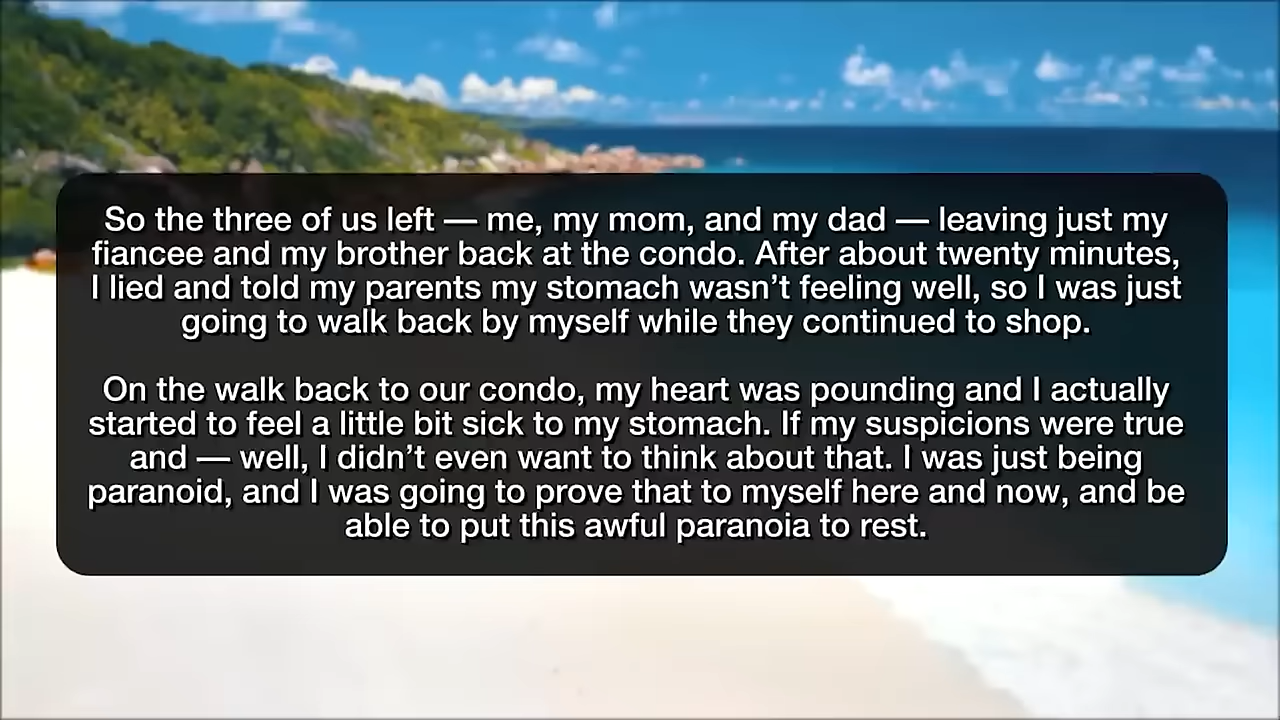 So the three of us left — me, my mom, and my dad — leaving just my
fiancee and my brother back at the condo. After about twenty minutes,
I lied and told my parents my stomach wasn’t feeling well, so I was just
going to walk back by myself while they continued to shop.
On the walk back to our condo, my heart was pounding and I actually
started to feel a little bit sick to my stomach. If my suspicions were true
and — well, I didn’t even want to think about that. I was just being
paranoid, and I was going to prove that to myself here and now, and be
able to put this awful paranoia to rest.